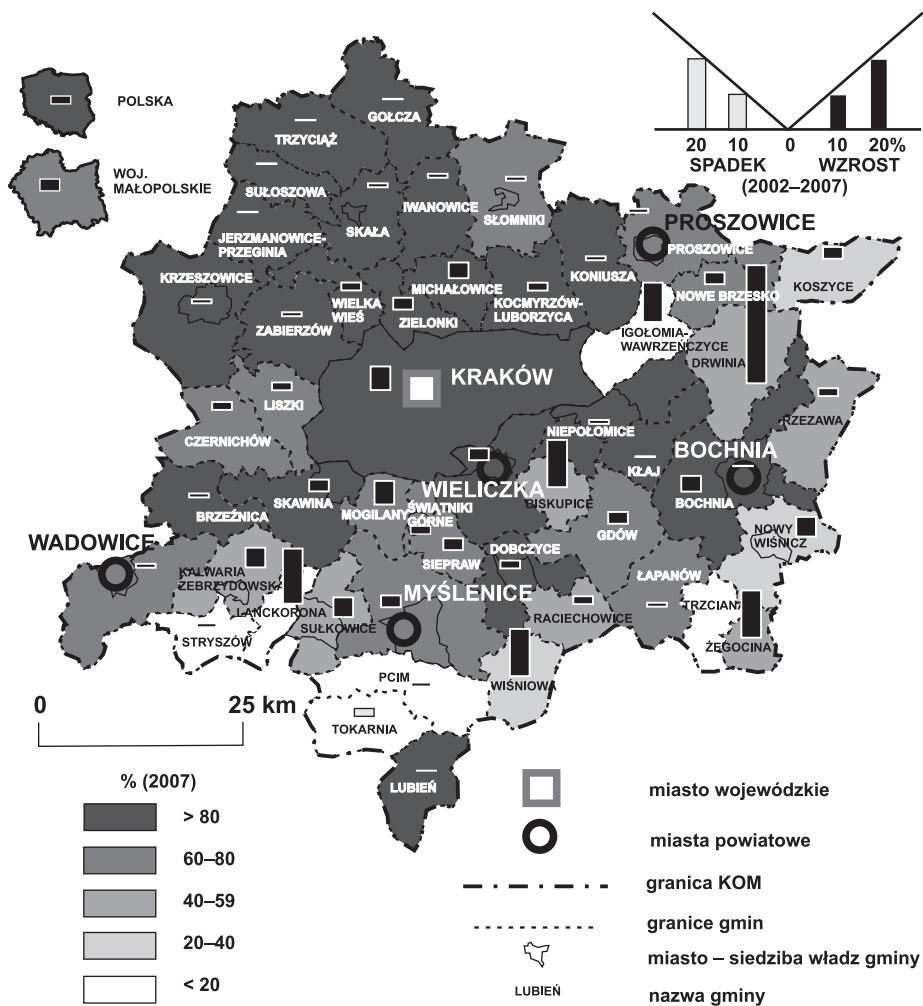 POLSKA
WOJ.
MAŁOPOLSKIE
20 10 0 10 20%
SPADEK WZROST
(2002–2007)
GOŁCZA
TRZYCIĄŻ
SUŁOSZOWA
SKAŁA
IWANOWICE
SŁOMNIKI
JERZMANOWICE-
PRZEGINIA
PROSZOWICE
PROSZOWICE
KRZESZOWICE
MICHAŁOWICE
KONIUSZA
KOSZYCE
NOWE BRZESKO
WIELKA
WIEŚ
KOCMYRZÓW-
LUBORZYCA
ZABIERZÓW
ZIELONKI
IGOŁOMIA-
WAWRZEŃCZYCE
DRWINIA
KRAKÓW
LISZKI
CZERNICHÓW
NIEPOŁOMICE
RZEZAWA
BOCHNIA
KŁAJ
WIELICZKA
BISKUPICE
BOCHNIA
SKAWINA
BRZEŹNICA
MOGILANY
ŚWIĄTNIKI
GÓRNE
GDÓW
NOWY
WIŚNICZ
WADOWICE
SIEPRAW
DOBCZYCE
KALWARIA
ZEBRZYDOWSKA
ŁAPANÓW
MYŚLENICE
TRZCIANA
LANCKORONA
SUŁKOWICE
RACIECHOWICE
STRYSZÓW
ŻEGOCINA
PCIM
WIŚNIOWA
TOKARNIA
LUBIEŃ
0 25 km
% (2007)
> 80
60–80
40–59
20–40
< 20
miasto wojewódzkie
miasta powiatowe
granica KOM
granice gmin
miasto – siedziba władz gminy
LUBIEŃ nazwa gminy